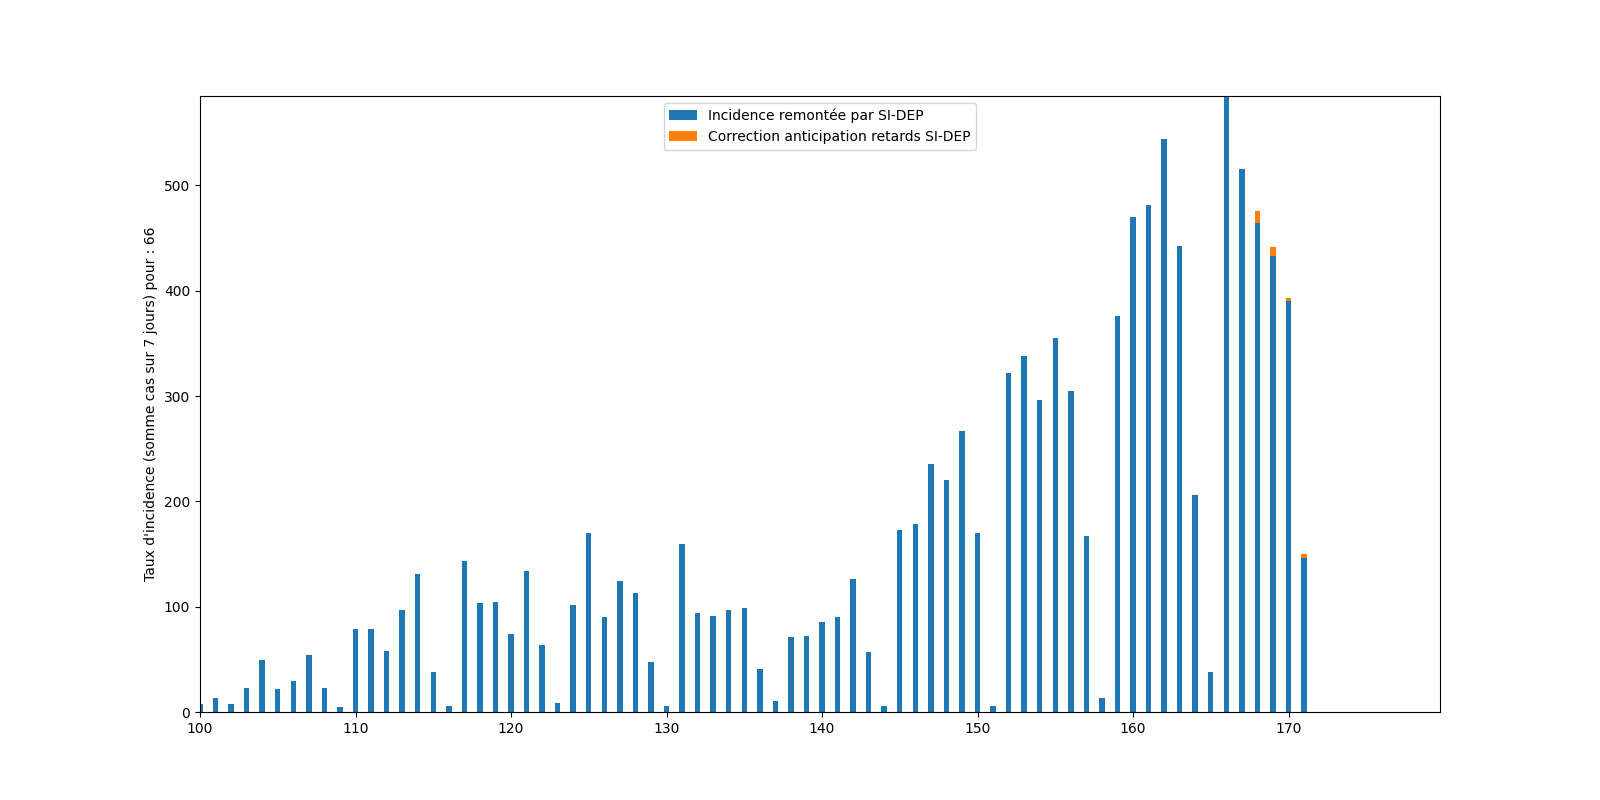 Incidence remontée par SI-DEP
Correction anticipation retards SI-DEP
Taux d'incidence (somme cas sur 7 jours) pour : 66
500
400
300
200
100
0
100 110 120 130 140 150 160 170